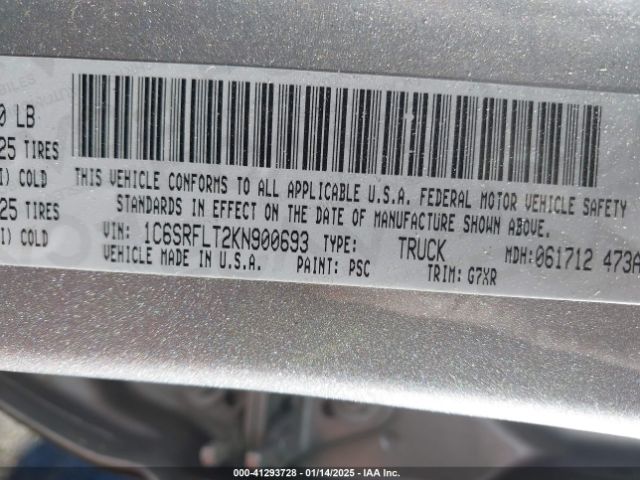 0 LB
25 TIRES
I) COLD
25 TIRES
I) COLD
THIS VEHICLE CONFORMS TO ALL APPLICABLE U.S.A. FEDERAL MOTOR VEHICLE SAFETY
STANDARDS IN EFFECT ON THE DATE OF MANUFACTURE SHOWN ABOVE.
VIN: 1C6SRFLT2KN900693 TYPE: TRUCK MDH:061712 473A
VEHICLE MADE IN U.S.A. PAINT: PSC TRIM: G7XR
000-41293728 - 01/14/2025 - IAA Inc.